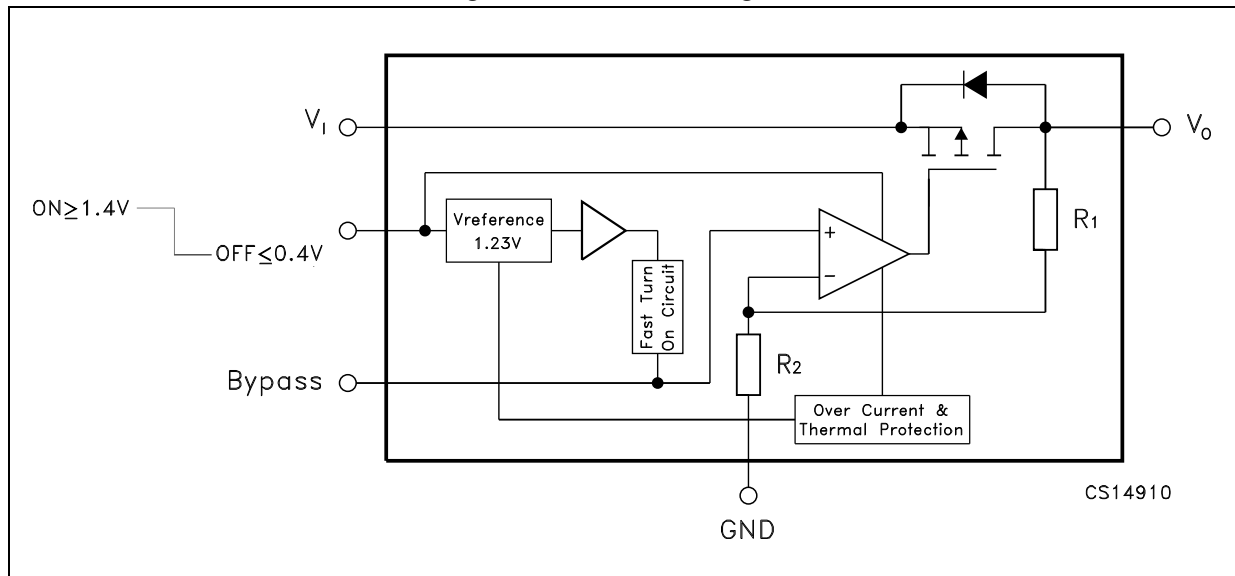 V_I
V_O
ON≥1.4V
OFF≤0.4V
Vreference
1.23V
Fast Turn
On Circuit
+
−
R1
R2
Bypass
Over Current &
Thermal Protection
CS14910
GND